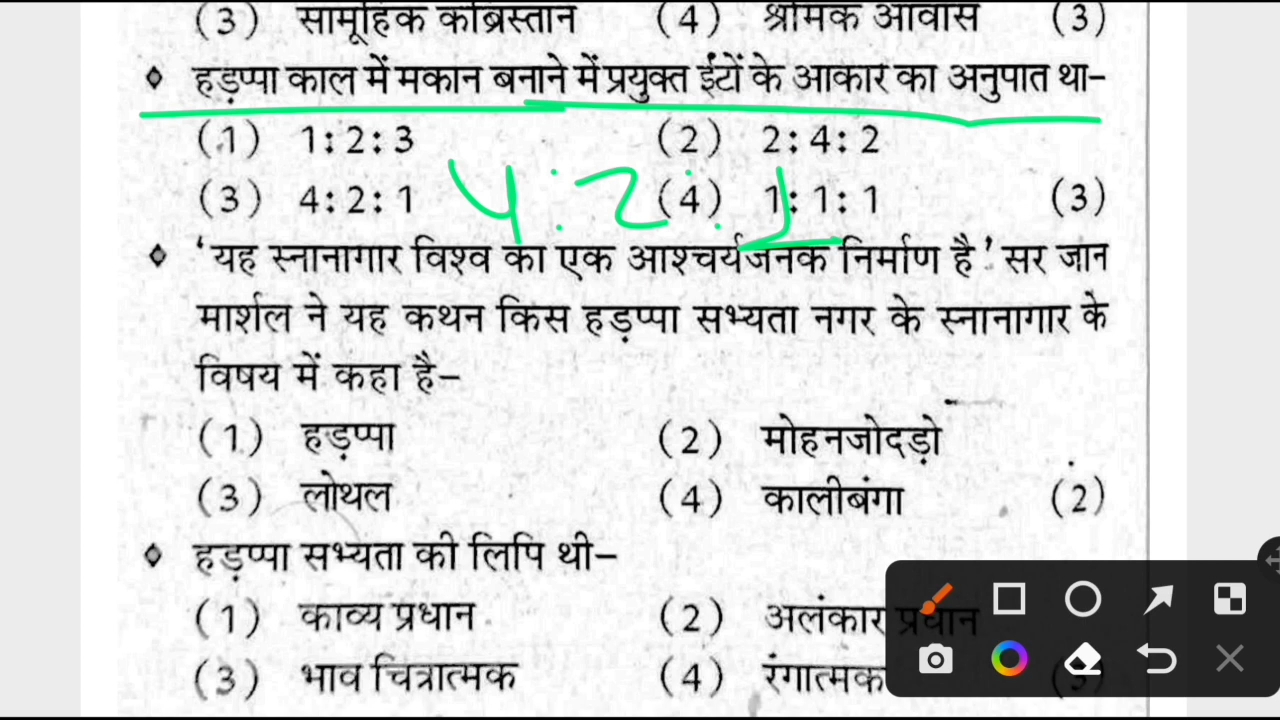 (3) सामूहिक कब्रिस्तान (4) श्रमिक आवास (3)
◊ हड़प्पा काल में मकान बनाने में प्रयुक्त ईंटों के आकार का अनुपात था–
(1) 1:2:3 (2) 2:4:2
4:2:1
(3) 4:2:1 (4) 1:1:1 (3)
◊ ‘यह स्नानागार विश्व का एक आश्चर्यजनक निर्माण है’ सर जान
मार्शल ने यह कथन किस हड़प्पा सभ्यता नगर के स्नानागार के
विषय में कहा है–
(1) हड़प्पा (2) मोहनजोदड़ो
(3) लोथल (4) कालीबंगा (2)
◊ हड़प्पा सभ्यता की लिपि थी–
(1) काव्य प्रधान (2) अलंकार प्रधान
(3) भाव चित्रात्मक (4) रंगात्मक (3)